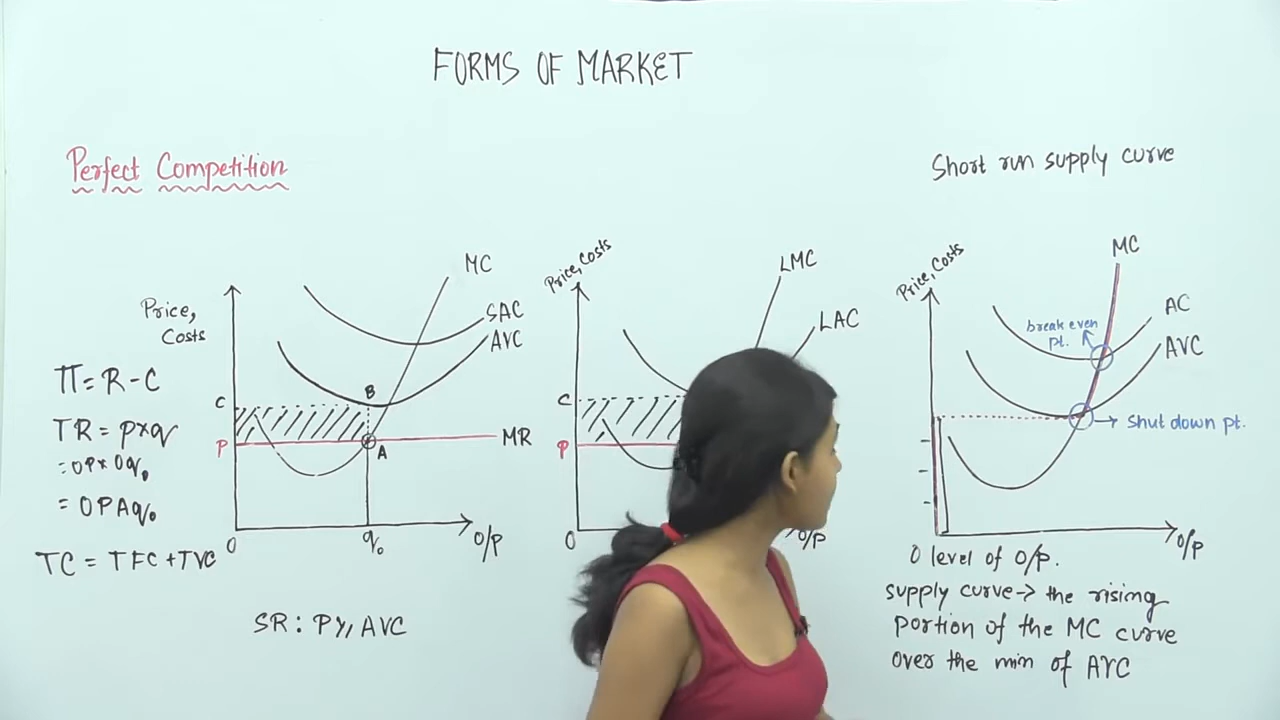 FORMS OF MARKET
Perfect Competition
Price,
Costs
MC
SAC
AVC
C
B
P
A
MR
O
q₀
O/P
π = R - C
TR = P×q
= OP × Oq₀
= OPAq₀
TC = TFC + TVC
SR : P ≥ AVC
Price, Costs
LMC
LAC
C
P
O
O/P
Short run supply curve
Price, Costs
MC
AC
break even
pt.
AVC
Shut down pt.
O/P
0 level of O/P.
supply curve → the rising
portion of the MC curve
over the min of AVC